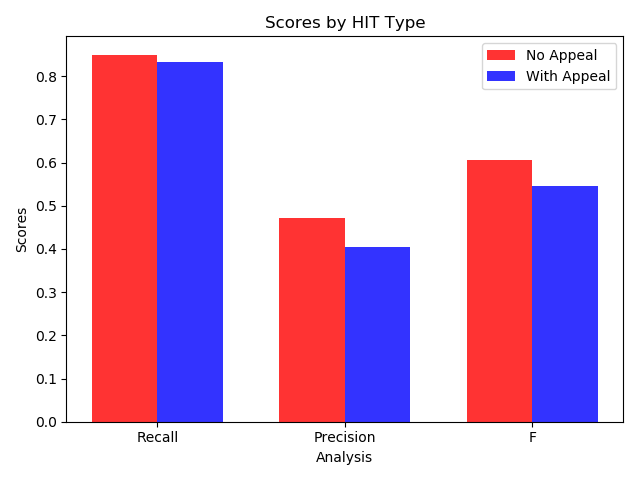 Scores by HIT Type
No Appeal
With Appeal
Scores
0.8
0.7
0.6
0.5
0.4
0.3
0.2
0.1
0.0
Recall
Precision
F
Analysis